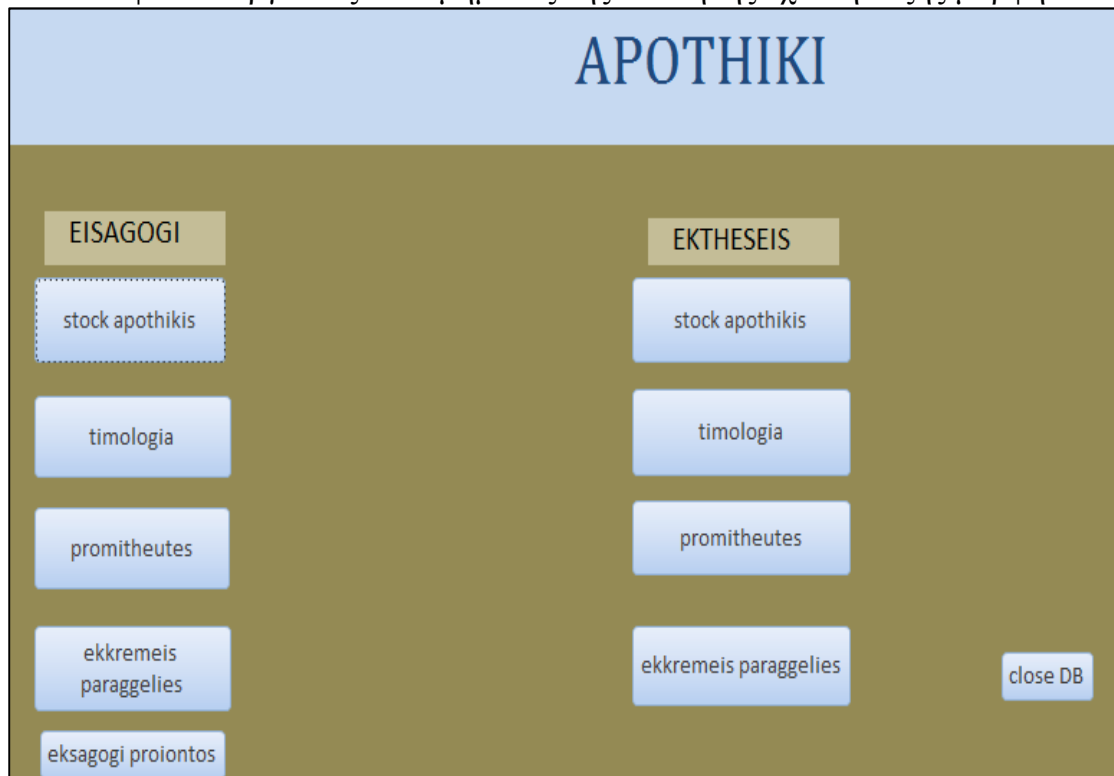 APOTHIKI
EISAGOGI
stock apothikis
timologia
promitheutes
ekkremeis
paraggelies
eksagogi proiontos
EKTHESEIS
stock apothikis
timologia
promitheutes
ekkremeis paraggelies
close DB